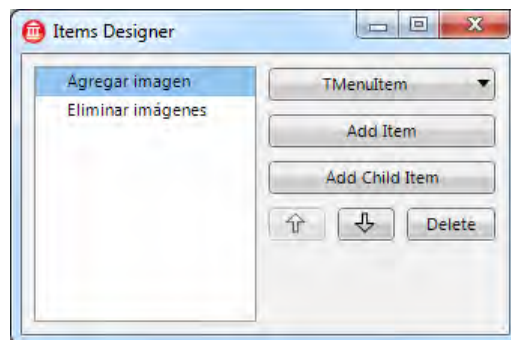 Items Designer
Agregar imagen
Eliminar imágenes
TMenuItem
Add Item
Add Child Item
Delete